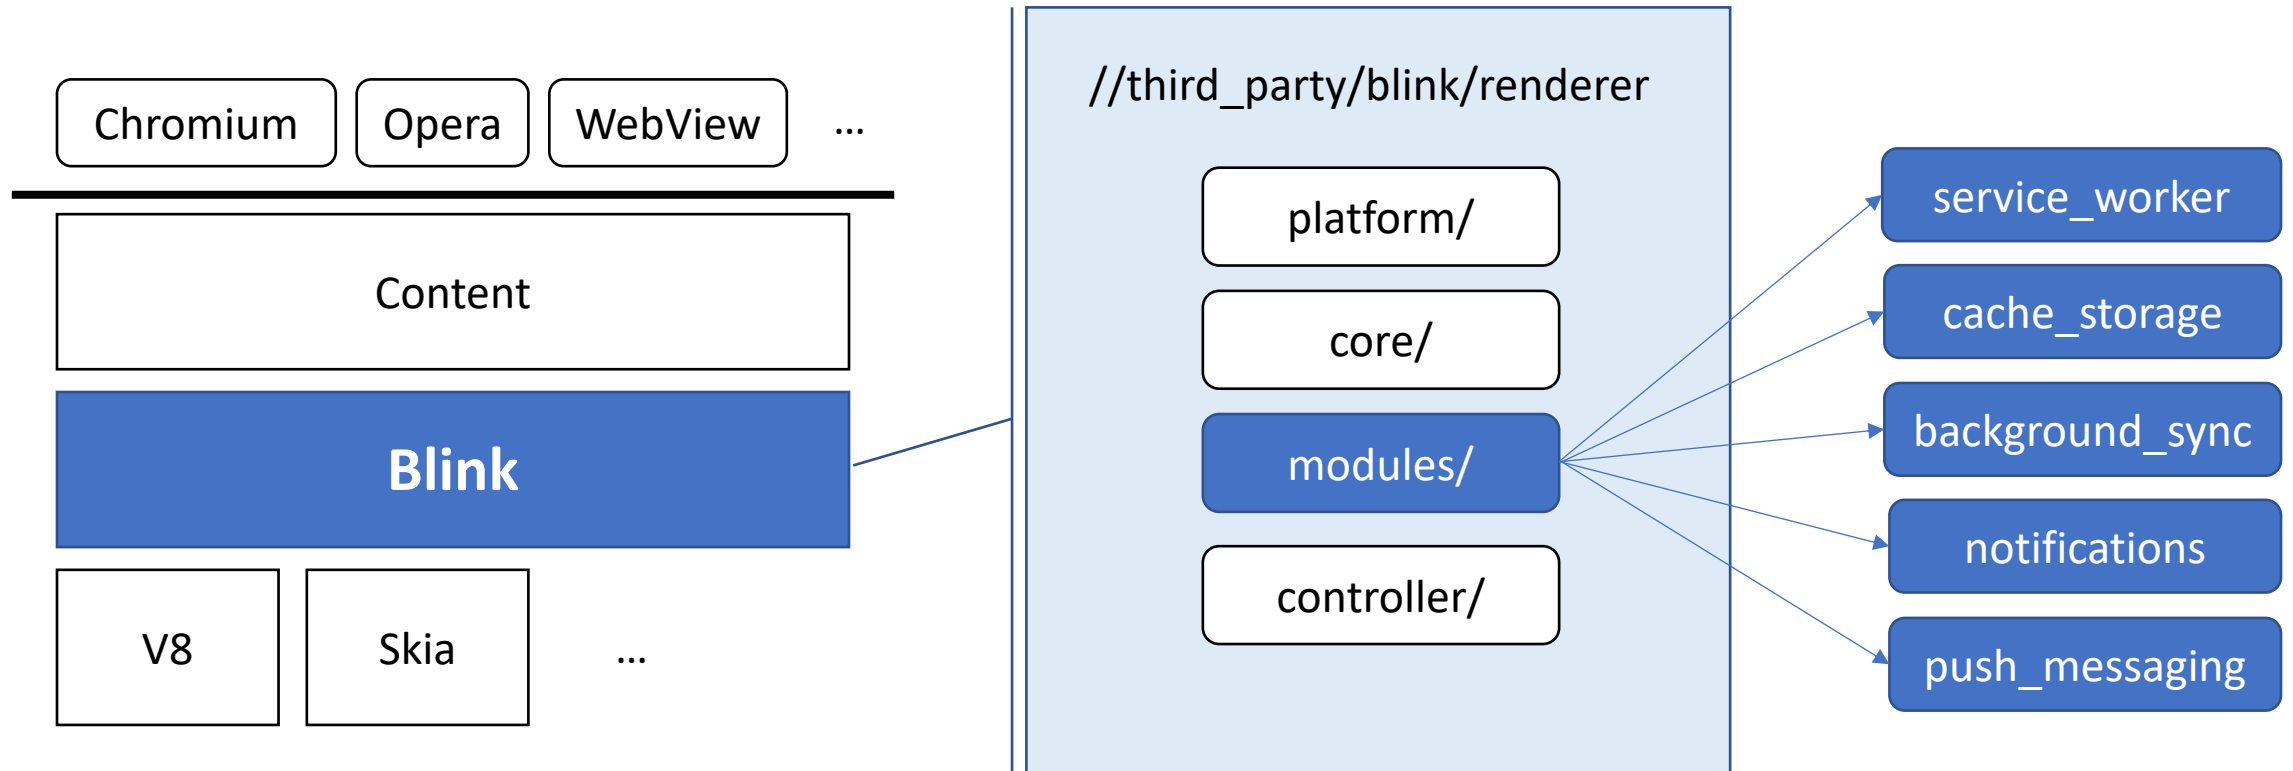 Chromium
Opera
WebView
...
Content
Blink
V8
Skia
...
//third_party/blink/renderer
platform/
core/
modules/
controller/
service_worker
cache_storage
background_sync
notifications
push_messaging